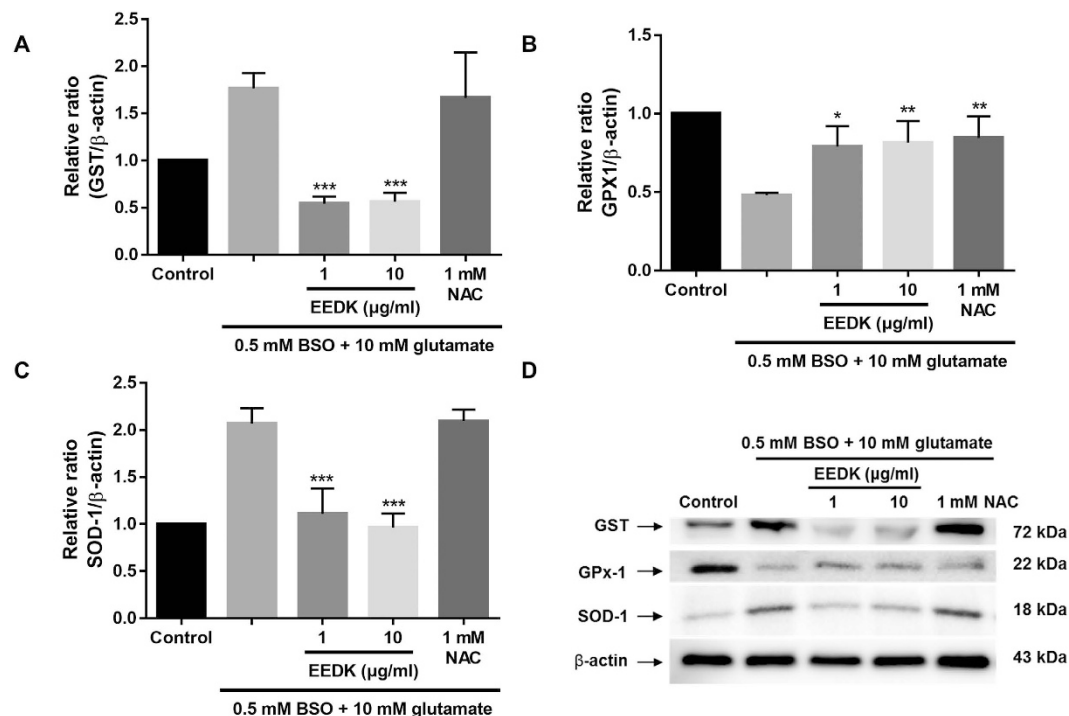 A
Relative ratio
(GST/β-actin)
2.5
2.0
1.5
1.0
0.5
0.0
*** ***
Control 1 10 1 mM
NAC
EEDK (µg/ml)
0.5 mM BSO + 10 mM glutamate
B
Relative ratio
GPX1/β-actin
1.5
1.0
0.5
0.0
* ** **
Control 1 10 1 mM
NAC
EEDK (µg/ml)
0.5 mM BSO + 10 mM glutamate
C
Relative ratio
SOD-1/β-actin
2.5
2.0
1.5
1.0
0.5
0.0
*** ***
Control 1 10 1 mM
NAC
EEDK (µg/ml)
0.5 mM BSO + 10 mM glutamate
D
0.5 mM BSO + 10 mM glutamate
EEDK (µg/ml)
Control 1 10 1 mM NAC
GST 72 kDa
GPx-1 22 kDa
SOD-1 18 kDa
β-actin 43 kDa